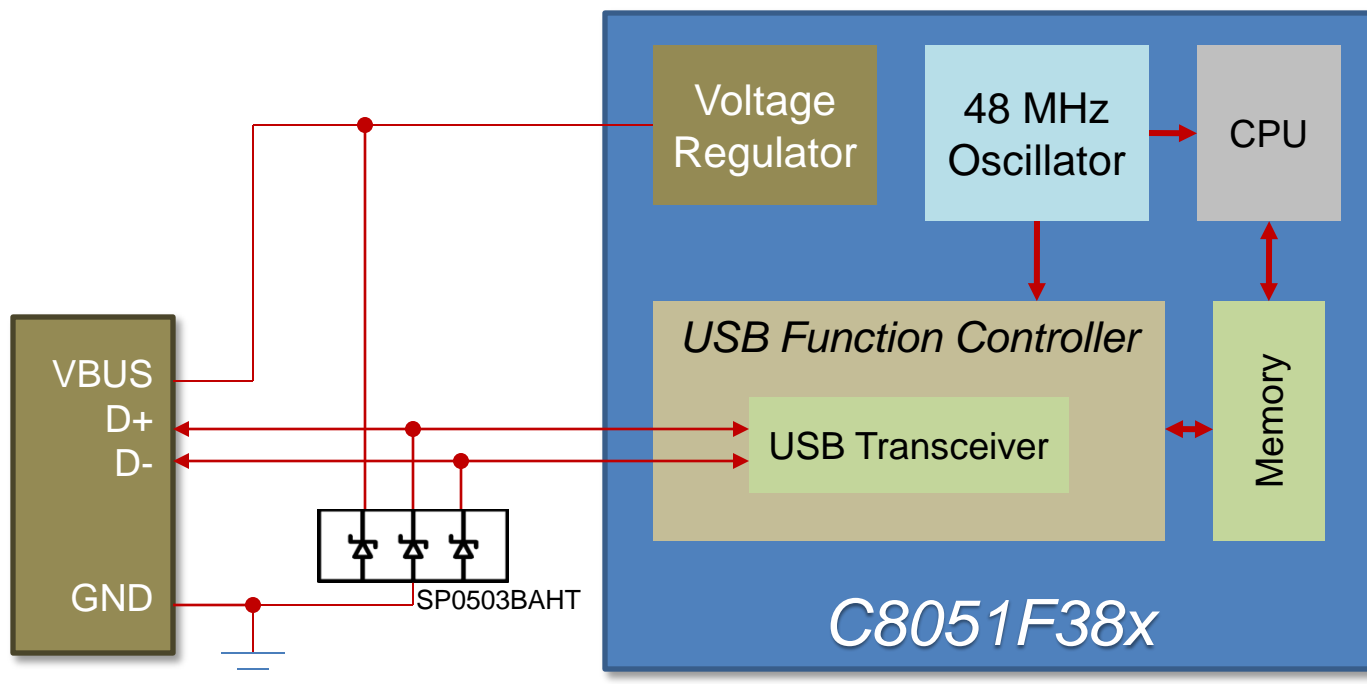 Voltage
Regulator
48 MHz
Oscillator
CPU
VBUS
D+
D-
GND
SP0503BAHT
USB Function Controller
USB Transceiver
Memory
C8051F38x